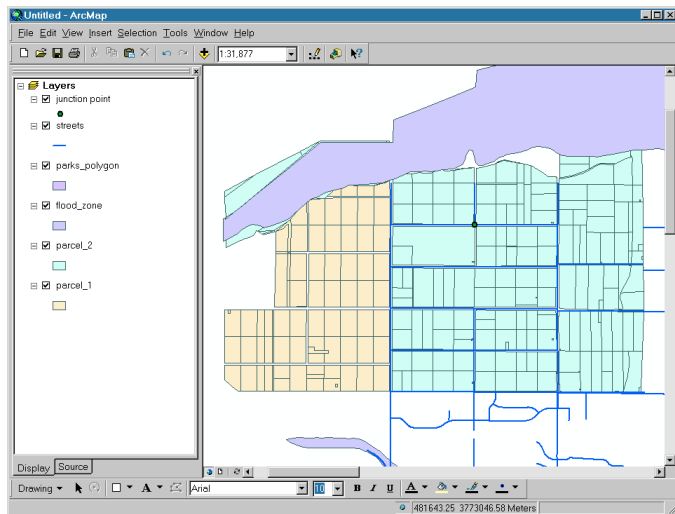 Untitled - ArcMap
File Edit View Insert Selection Tools Window Help
1:31,877
Layers
junction point
streets
parks_polygon
flood_zone
parcel_2
parcel_1
Display Source
Drawing A Arial 10 B I U A
481643.25 3773046.58 Meters